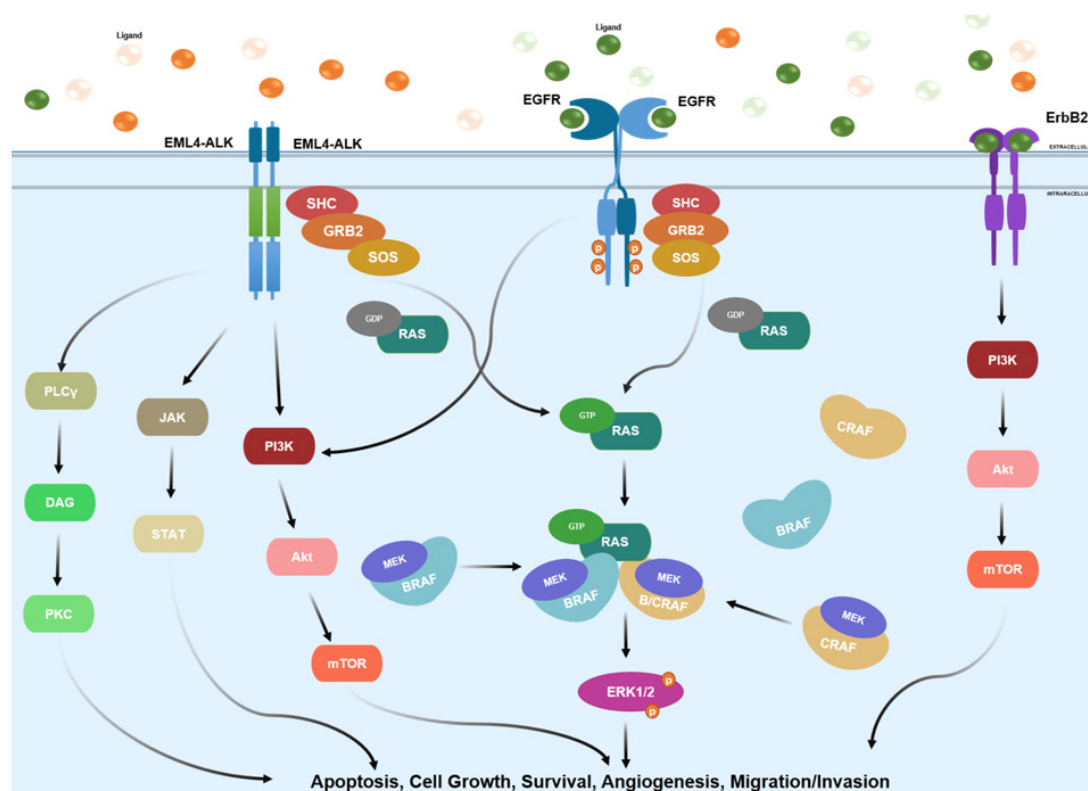 Ligand
Ligand
EGFR
EGFR
ErbB2
EML4-ALK
EML4-ALK
EXTRACELLULAR
INTRARACELLULAR
SHC
GRB2
SOS
SHC
GRB2
SOS
p
p
p
p
GDP
RAS
GDP
RAS
PLCγ
JAK
PI3K
GTP
RAS
CRAF
PI3K
DAG
STAT
Akt
GTP
RAS
BRAF
Akt
MEK
BRAF
MEK
BRAF
MEK
B/CRAF
mTOR
PKC
mTOR
MEK
CRAF
ERK1/2
p
p
Apoptosis, Cell Growth, Survival, Angiogenesis, Migration/Invasion